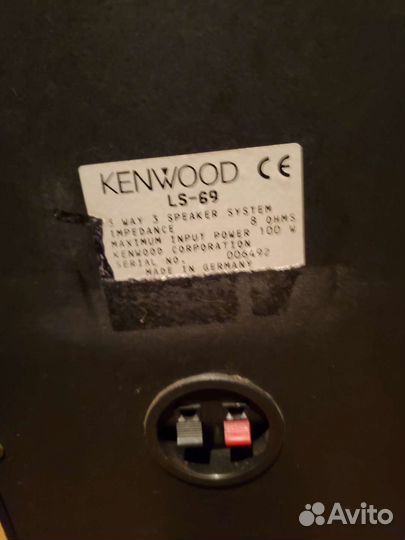 KENWOOD CE
LS-69
3 WAY 3 SPEAKER SYSTEM
IMPEDANCE 8 OHMS
MAXIMUM INPUT POWER 100 W
KENWOOD CORPORATION
SERIAL NO. 006492
MADE IN GERMANY
Avito